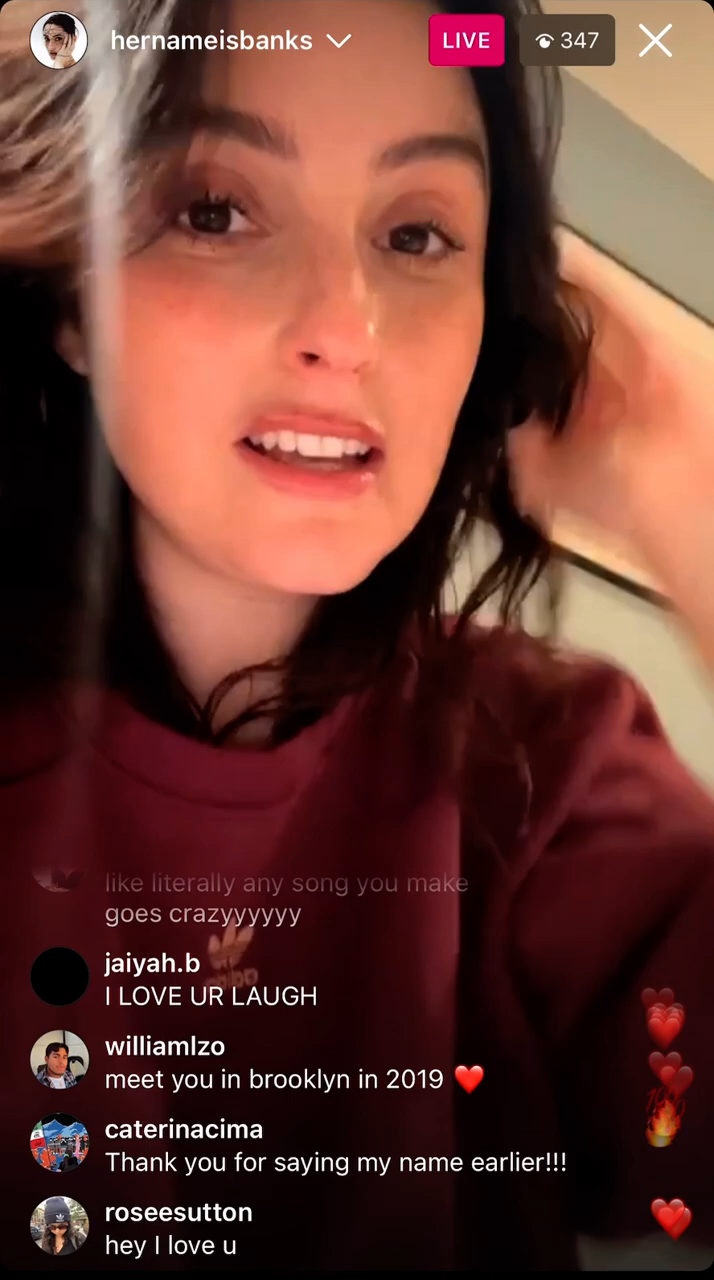 hernameisbanks
LIVE
347
like literally any song you make
goes crazyyyyyy
jaiyah.b
I LOVE UR LAUGH
williamlzo
meet you in brooklyn in 2019 ❤️
caterinacima
Thank you for saying my name earlier!!!
roseesutton
hey I love u